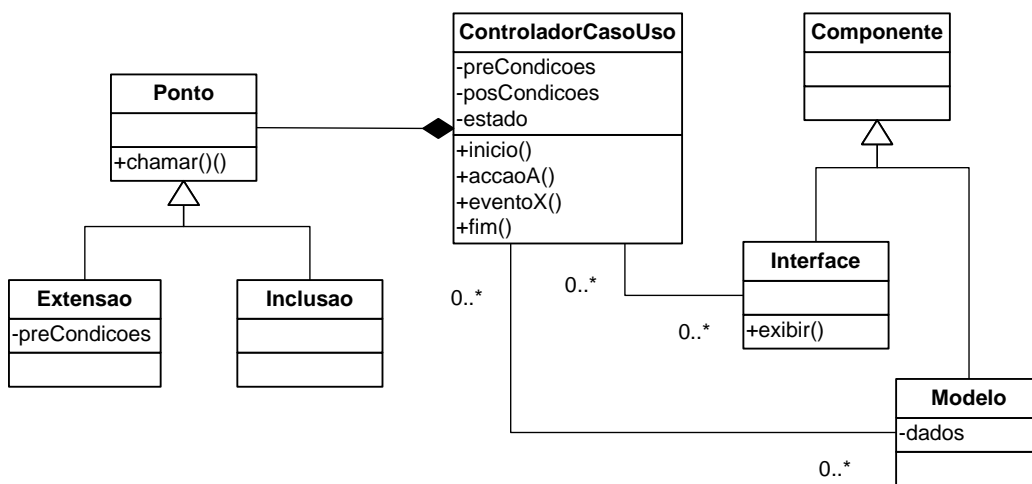 ControladorCasoUso
-preCondicoes
-posCondicoes
-estado
+inicio()
+accaoA()
+eventoX()
+fim()
Componente
Ponto
+chamar()()
Extensao
-preCondicoes
Inclusao
Interface
+exibir()
0..*
0..*
0..*
Modelo
-dados
0..*